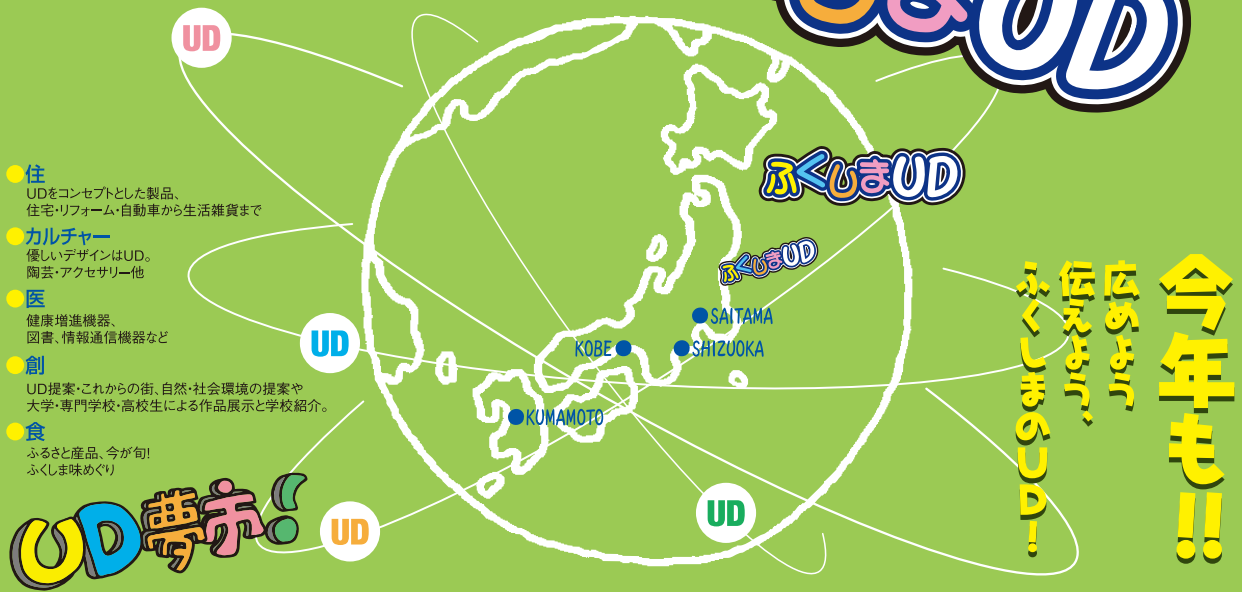 しまUD
UD
ふくしまUD
ふくしまUD
SAITAMA
KOBE
SHIZUOKA
KUMAMOTO
UD
UD
UD
●住
UDをコンセプトとした製品、
住宅・リフォーム・自動車から生活雑貨まで
●カルチャー
優しいデザインはUD。
陶芸・アクセサリー他
●医
健康増進機器、
図書、情報通信機器など
●創
UD提案・これからの街、自然・社会環境の提案や
大学・専門学校・高校生による作品展示と学校紹介。
●食
ふるさと産品、今が旬!
ふくしま味めぐり
UD夢市!
今年も!!
広めよう
伝えよう、
ふくしまのUD!